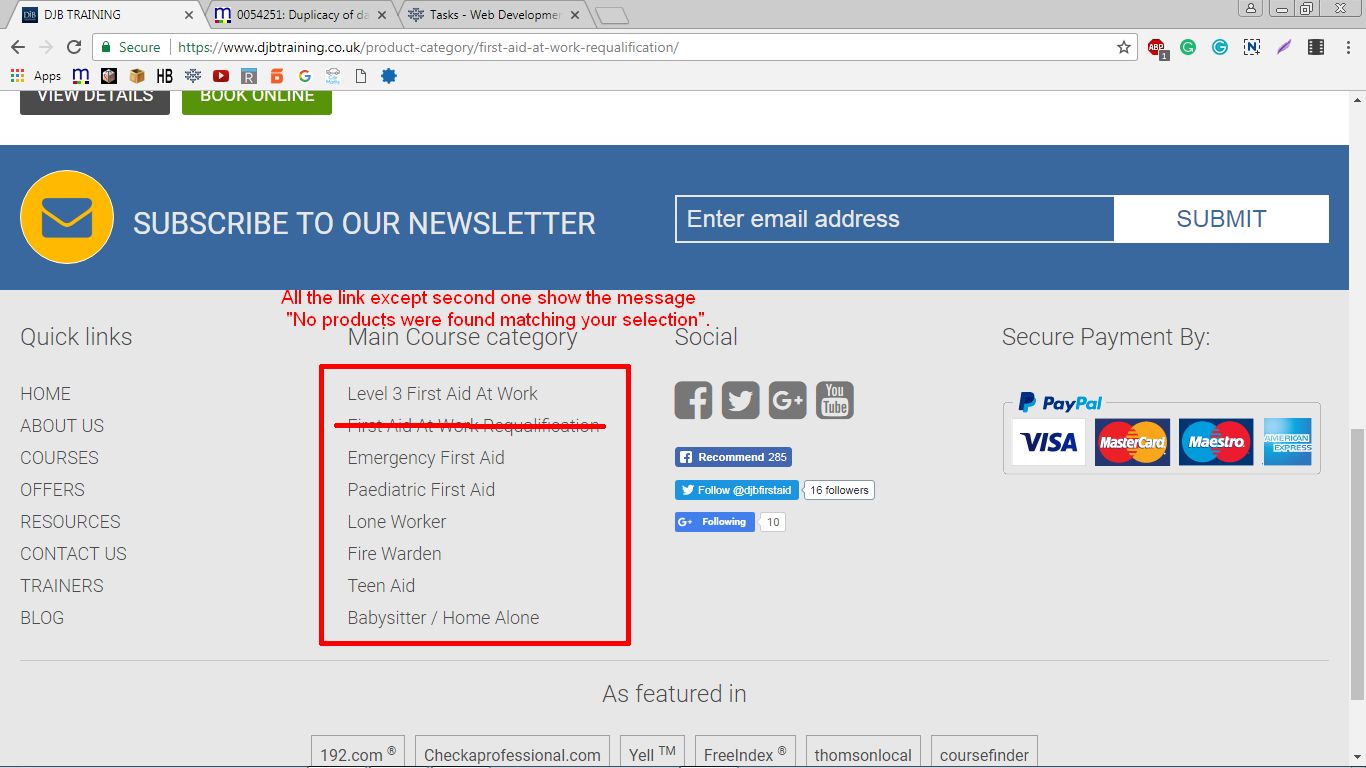 DJB TRAINING
0054251: Duplicacy of da
Tasks - Web Developmen
Secure
https://www.djbtraining.co.uk/product-category/first-aid-at-work-requalification/
ABP
1
Apps
HB
VIEW DETAILS
BOOK ONLINE
SUBSCRIBE TO OUR NEWSLETTER
Enter email address
SUBMIT
All the link except second one show the message
"No products were found matching your selection".
Quick links
HOME
ABOUT US
COURSES
OFFERS
RESOURCES
CONTACT US
TRAINERS
BLOG
Main Course category
Level 3 First Aid At Work
First Aid At Work Requalification
Emergency First Aid
Paediatric First Aid
Lone Worker
Fire Warden
Teen Aid
Babysitter / Home Alone
Social
You Tube
Recommend 285
Follow @djbfirstaid
16 followers
G+ Following
10
Secure Payment By:
PayPal
VISA
MasterCard
Maestro
AMERICAN EXPRESS
As featured in
192.com ®
Checkaprofessional.com
Yell ™
FreeIndex ®
thomsonlocal
coursefinder